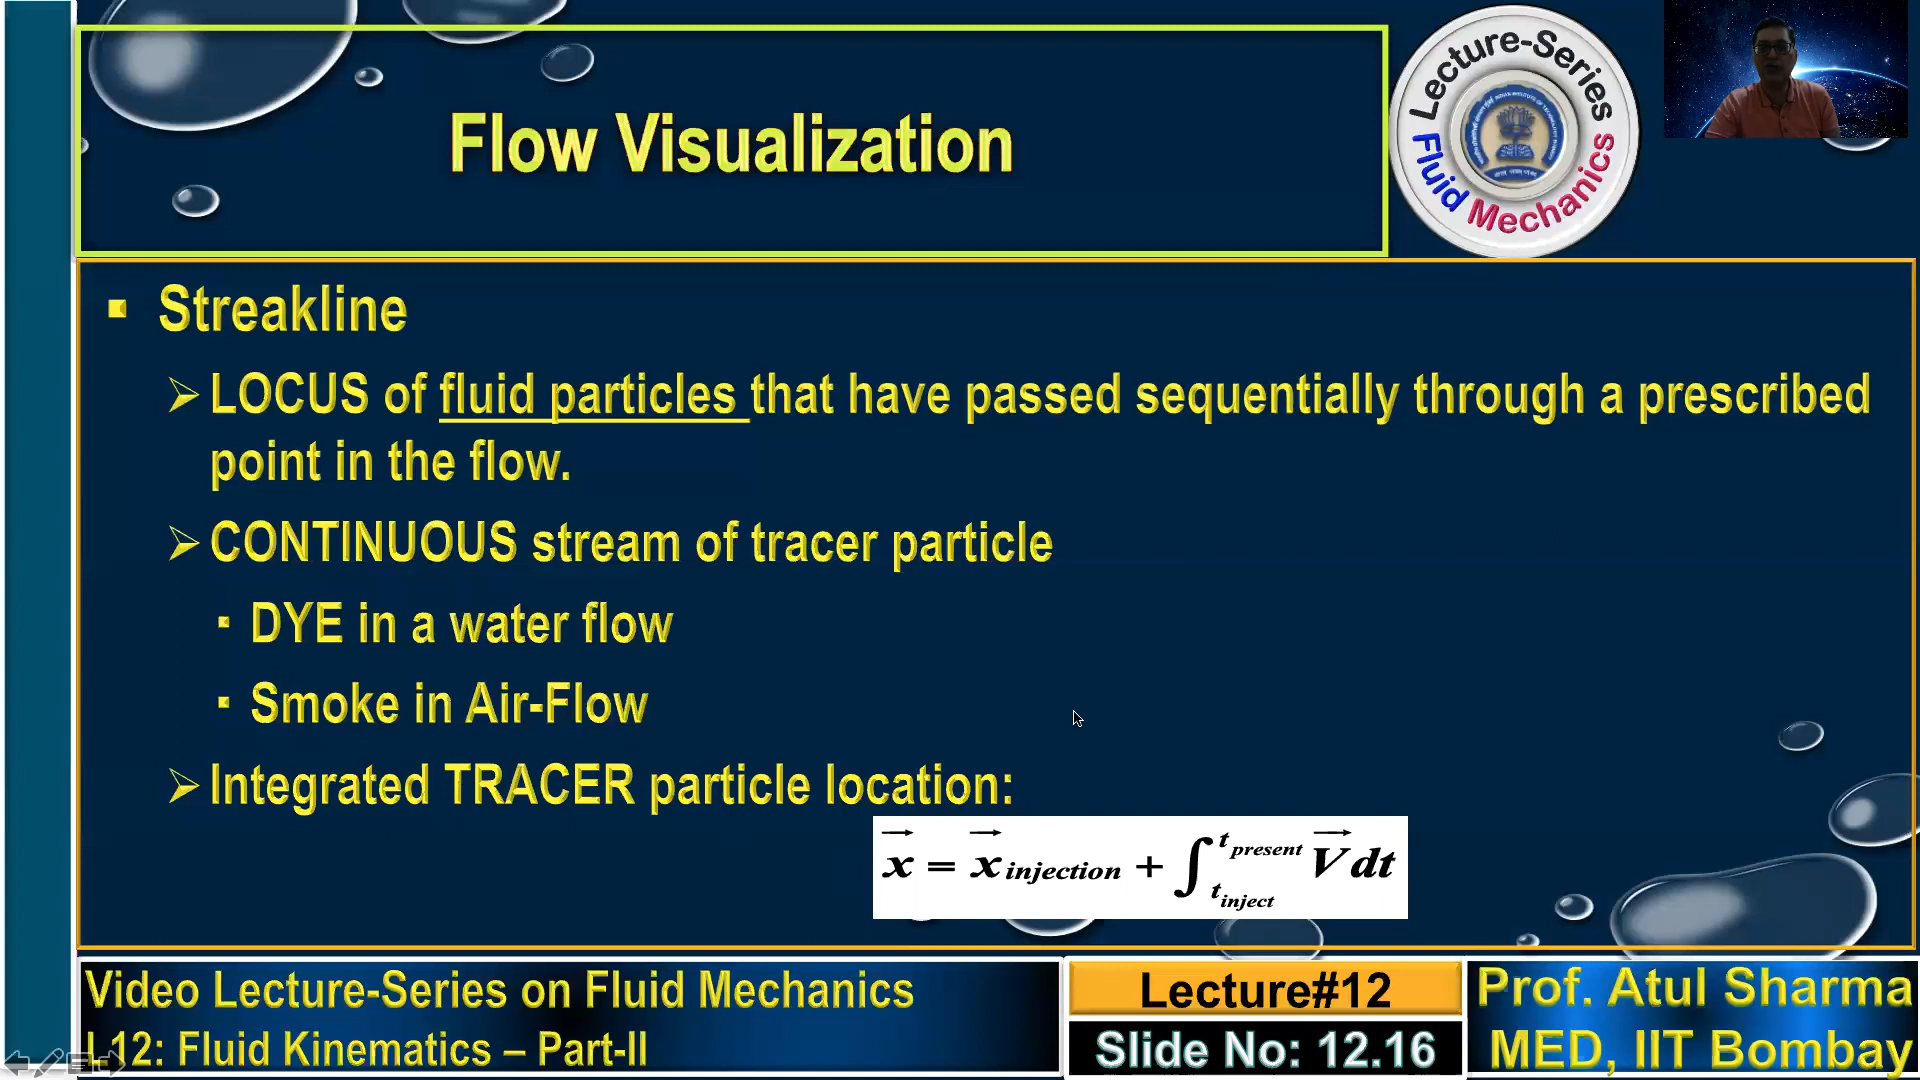 Flow Visualization
Lecture-Series
Fluid Mechanics
Streakline
LOCUS of fluid particles that have passed sequentially through a prescribed
point in the flow.
CONTINUOUS stream of tracer particle
DYE in a water flow
Smoke in Air-Flow
Integrated TRACER particle location:
x = x injection + ∫ t inject t present V dt
Video Lecture-Series on Fluid Mechanics
L12: Fluid Kinematics – Part-II
Lecture#12
Slide No: 12.16
Prof. Atul Sharma
MED, IIT Bombay